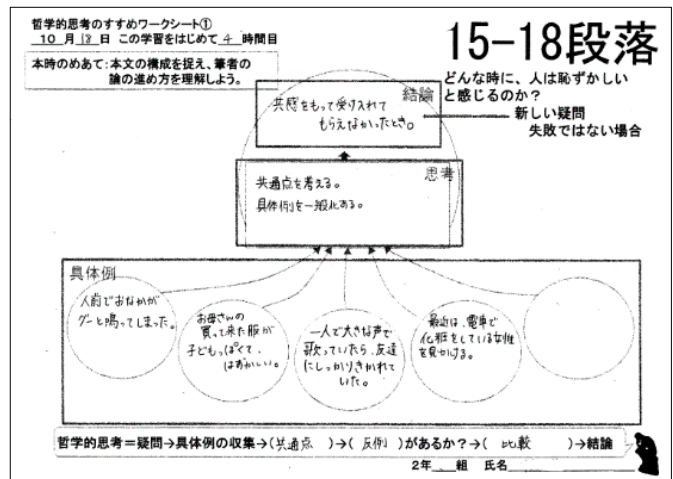 哲学的思考のすすめワークシート①
10月18日 この学習をはじめて4時間目
本時のめあて:本文の構成を捉え、筆者の
論の進め方を理解しよう。
15-18段落
どんな時に、人は恥ずかしい
と感じるのか?
新しい疑問
失敗ではない場合
結論
共感をもって受け入れて
もらえなかったとき。
思考
共通点を考える。
具体例を一般化する。
具体例
人前でおなかが
グーと鳴ってしまった。
お母さんの
買って来た服が
子どもっぽくて、
はずかしい。
一人で大きな声で
歌っていたら、友達
にしっかりきかれて
いた。
最近は、電車で
化粧をしている女性
を見かける。
哲学的思考=疑問→具体例の収集→(共通点)→(反例)があるか?→(比較)→結論
2年 組 氏名